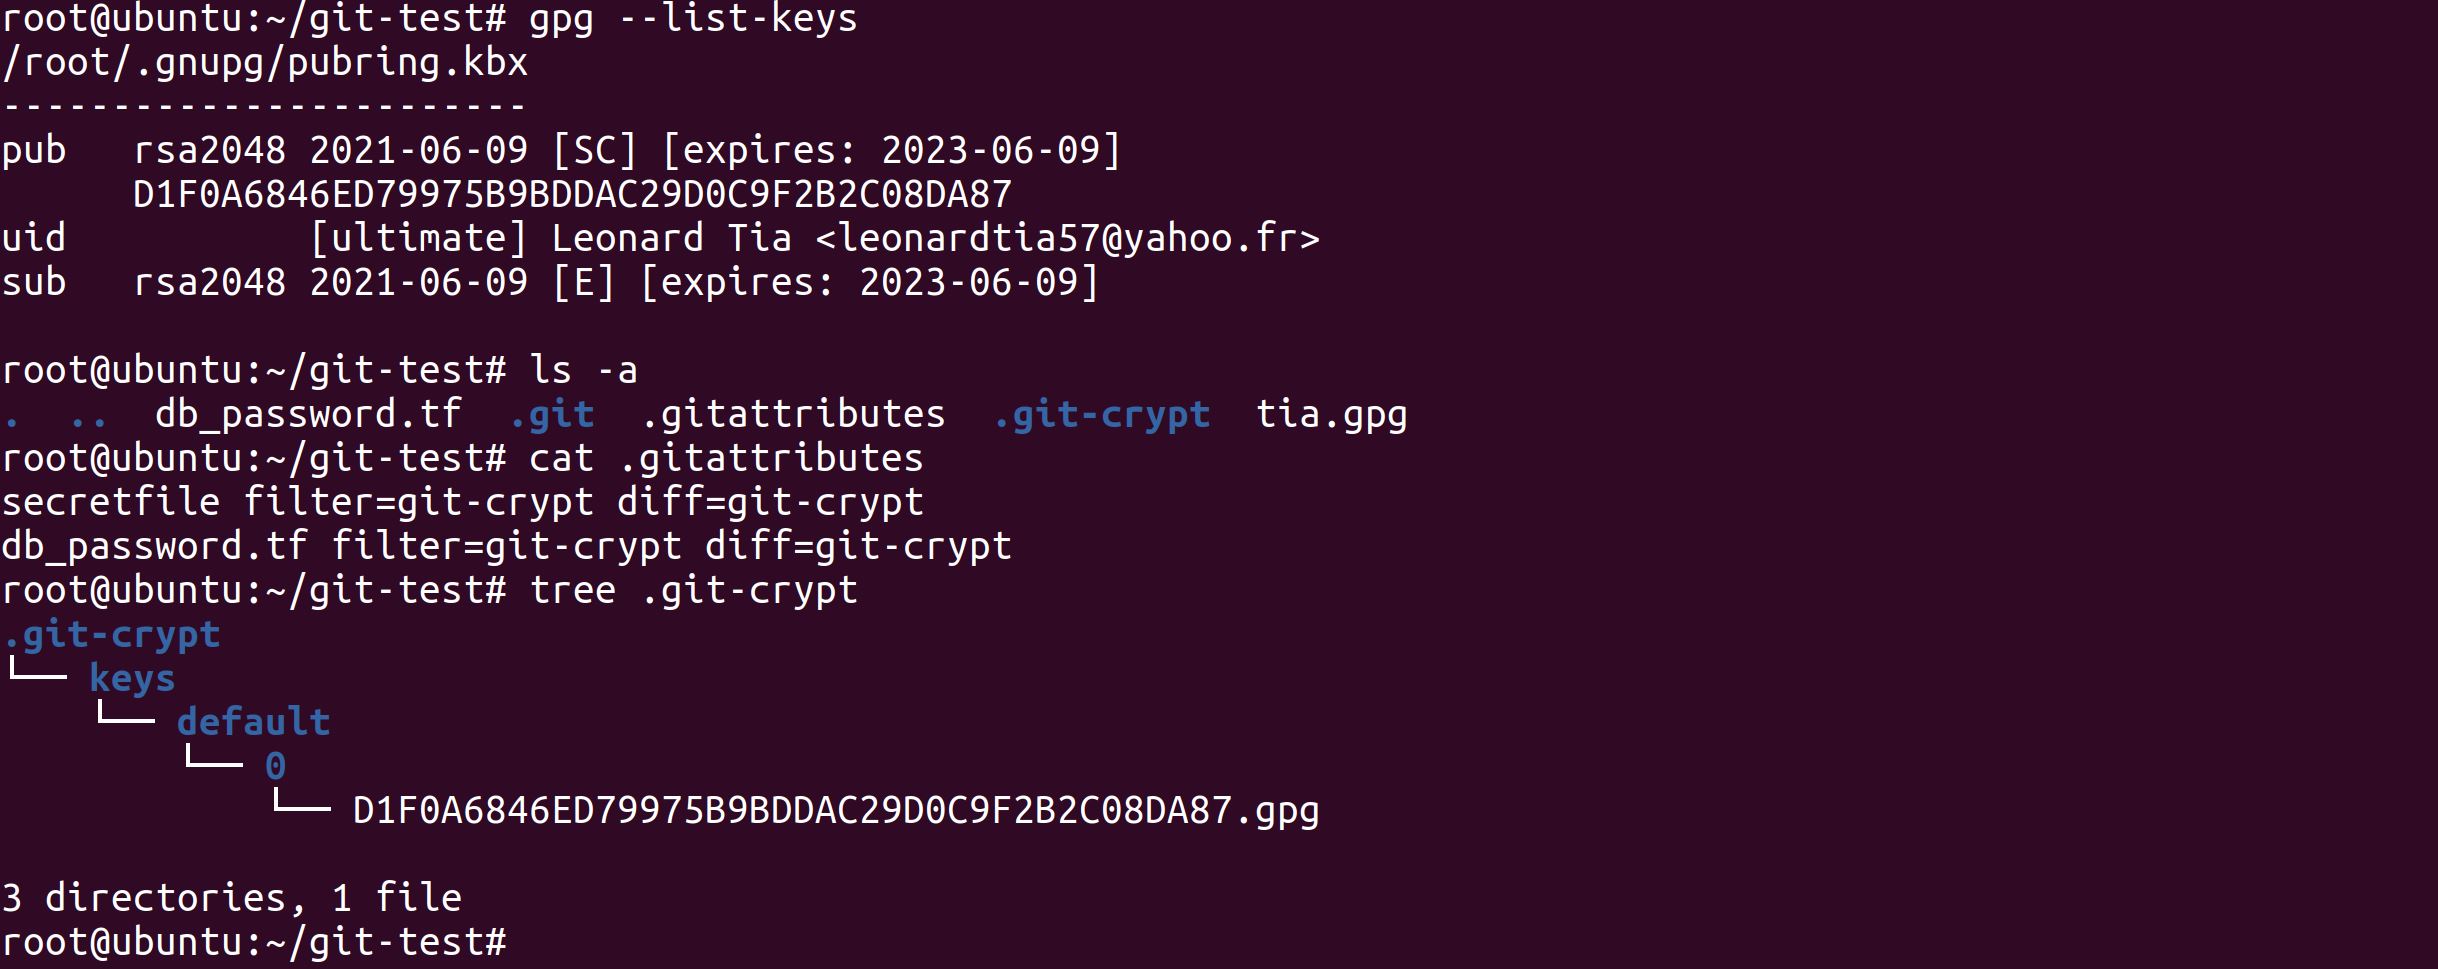 root@ubuntu:~/git-test# gpg --list-keys
/root/.gnupg/pubring.kbx
------------------------
pub   rsa2048 2021-06-09 [SC] [expires: 2023-06-09]
      D1F0A6846ED79975B9BDDAC29D0C9F2B2C08DA87
uid           [ultimate] Leonard Tia <leonardtia57@yahoo.fr>
sub   rsa2048 2021-06-09 [E] [expires: 2023-06-09]

root@ubuntu:~/git-test# ls -a
.  ..  db_password.tf  .git  .gitattributes  .git-crypt  tia.gpg
root@ubuntu:~/git-test# cat .gitattributes
secretfile filter=git-crypt diff=git-crypt
db_password.tf filter=git-crypt diff=git-crypt
root@ubuntu:~/git-test# tree .git-crypt
.git-crypt
└── keys
    └── default
        └── 0
            └── D1F0A6846ED79975B9BDDAC29D0C9F2B2C08DA87.gpg

3 directories, 1 file
root@ubuntu:~/git-test#